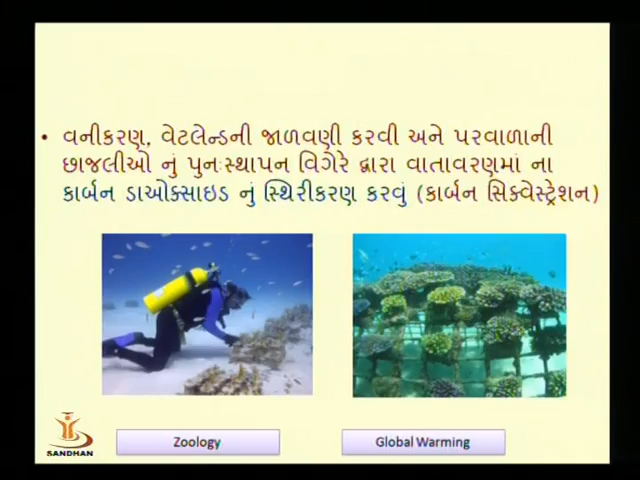 • વનીકરણ, વેટલેન્ડની જાળવણી કરવી અને પરવાળાની
છાજલીઓ નું પુનઃસ્થાપન વિગેરે દ્વારા વાતાવરણમાં ના
કાર્બન ડાઓક્સાઇડ નું સ્થિરીકરણ કરવું (કાર્બન સિક્વેસ્ટ્રેશન)
SANDHAN
Zoology
Global Warming